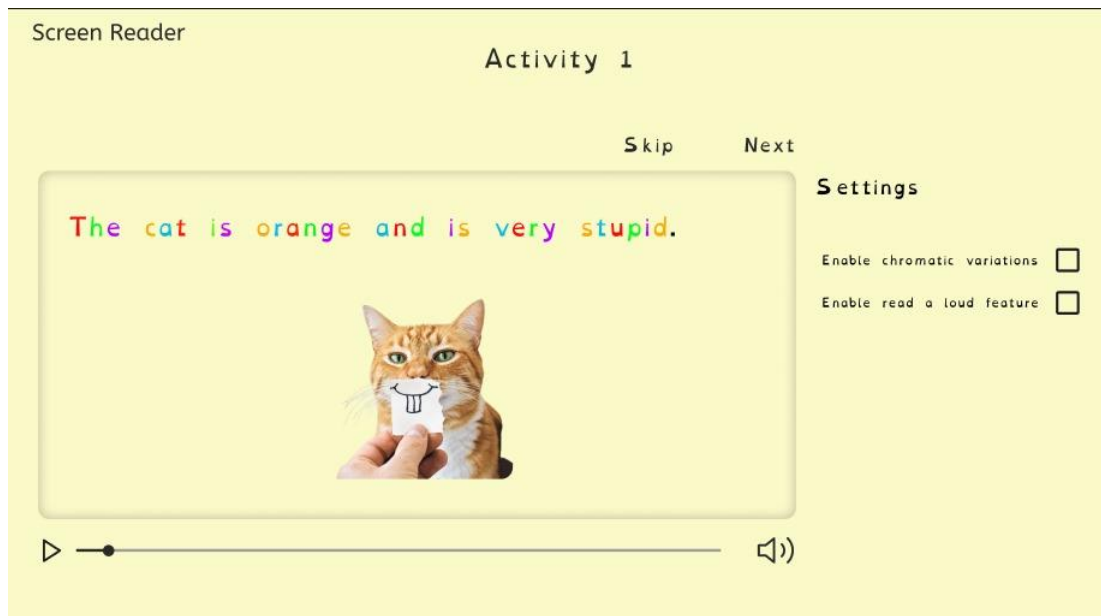 Screen Reader
Activity 1
Skip Next
Settings
The cat is orange and is very stupid.
Enable chromatic variations
Enable read a loud feature